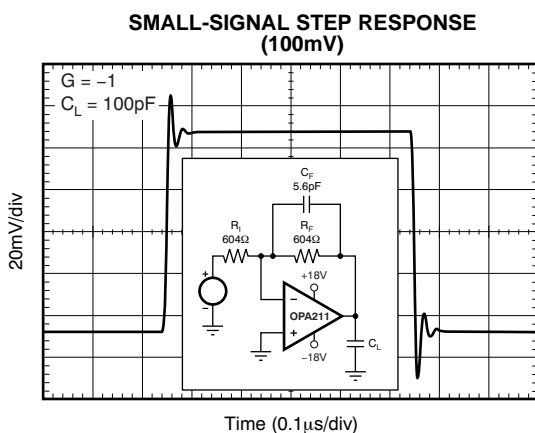 SMALL-SIGNAL STEP RESPONSE
(100mV)
G = −1
C_L = 100pF
20mV/div
C_F
5.6pF
R_I
604Ω
R_F
604Ω
+18V
+
−
−
OPA211
+
−18V
C_L
Time (0.1μs/div)